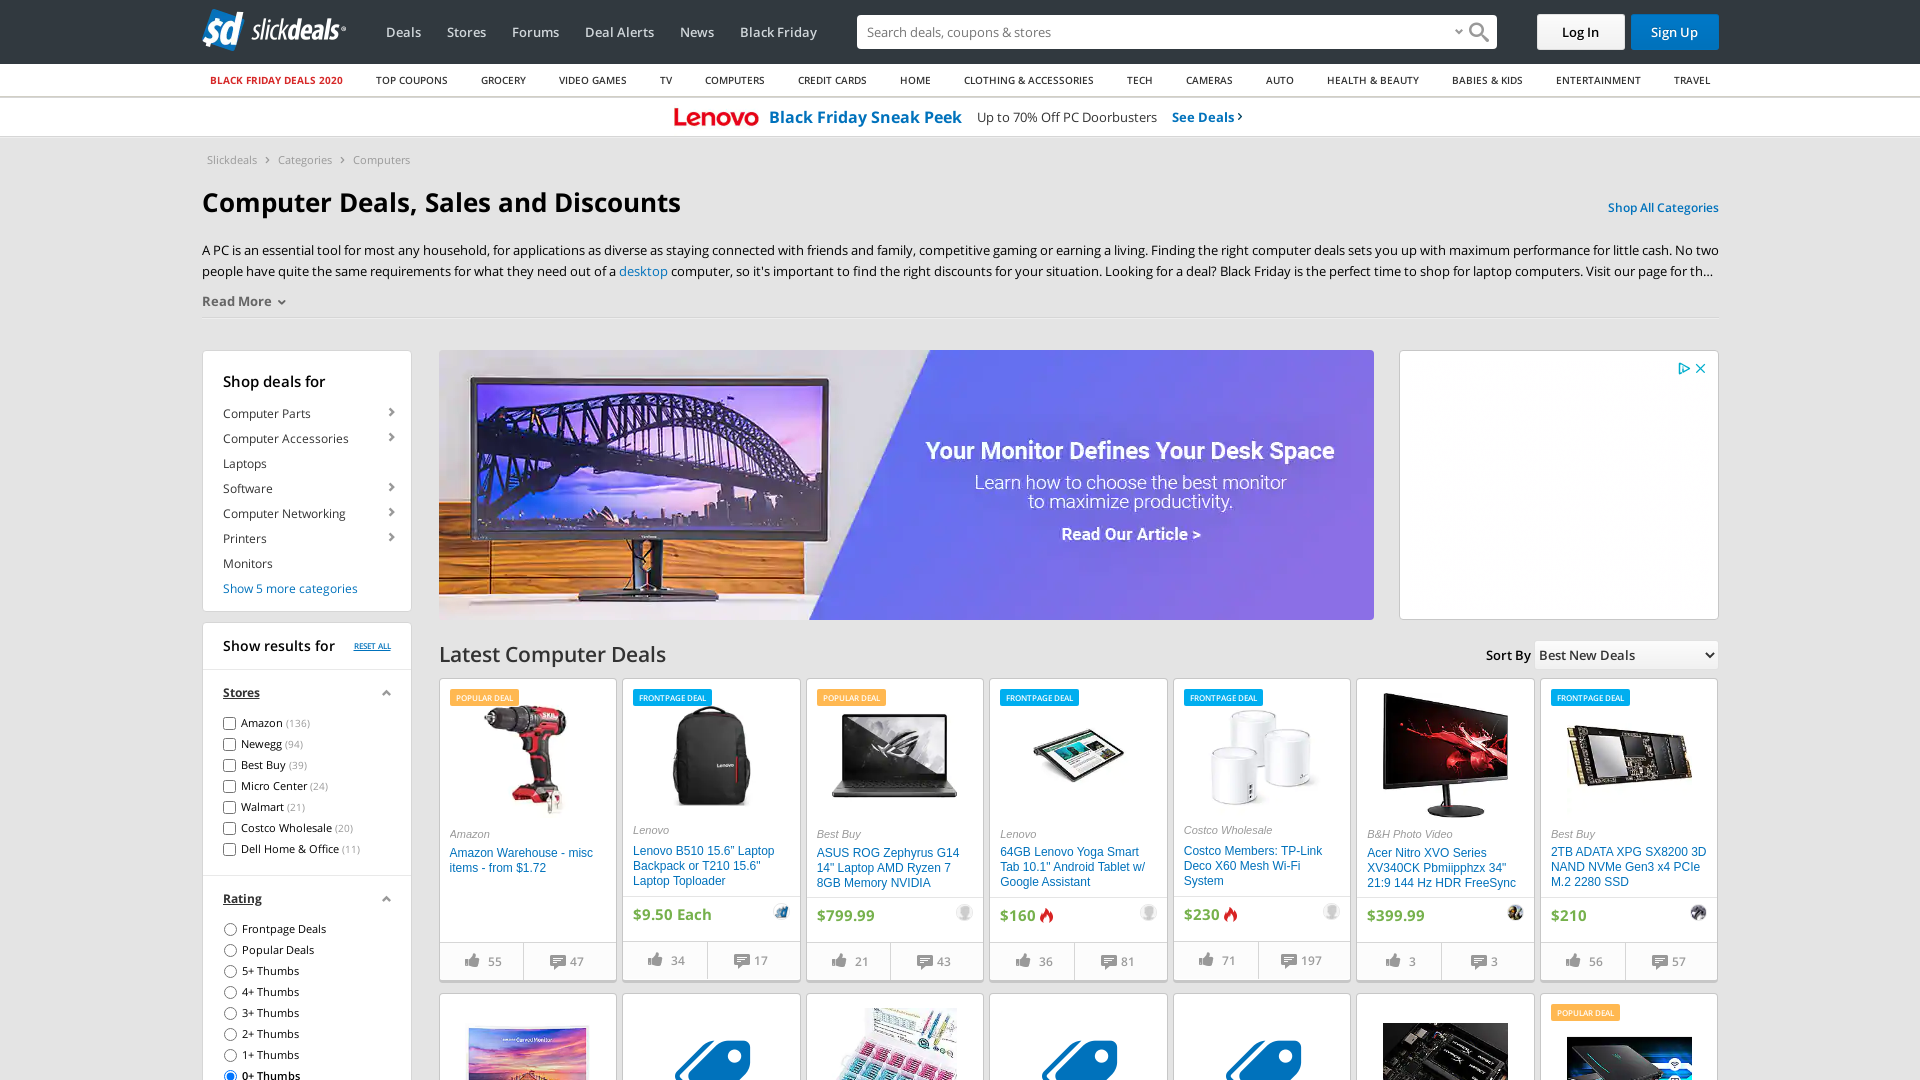 slickdeals
Deals
Stores
Forums
Deal Alerts
News
Black Friday
Search deals, coupons & stores
Log In
Sign Up
BLACK FRIDAY DEALS 2020
TOP COUPONS
GROCERY
VIDEO GAMES
TV
COMPUTERS
CREDIT CARDS
HOME
CLOTHING & ACCESSORIES
TECH
CAMERAS
AUTO
HEALTH & BEAUTY
BABIES & KIDS
ENTERTAINMENT
TRAVEL
Lenovo Black Friday Sneak Peek Up to 70% Off PC Doorbusters See Deals
Slickdeals > Categories > Computers
Computer Deals, Sales and Discounts
Shop All Categories
A PC is an essential tool for most any household, for applications as diverse as staying connected with friends and family, competitive gaming or earning a living. Finding the right computer deals sets you up with maximum performance for little cash. No two
people have quite the same requirements for what they need out of a desktop computer, so it's important to find the right discounts for your situation. Looking for a deal? Black Friday is the perfect time to shop for laptop computers. Visit our page for th...
Read More
Shop deals for
Computer Parts
Computer Accessories
Laptops
Software
Computer Networking
Printers
Monitors
Show 5 more categories
Your Monitor Defines Your Desk Space
Learn how to choose the best monitor
to maximize productivity.
Read Our Article >
Show results for
RESET ALL
Stores
Amazon (136)
Newegg (94)
Best Buy (39)
Micro Center (24)
Walmart (21)
Costco Wholesale (20)
Dell Home & Office (11)
Rating
Frontpage Deals
Popular Deals
5+ Thumbs
4+ Thumbs
3+ Thumbs
2+ Thumbs
1+ Thumbs
0+ Thumbs
Latest Computer Deals
Sort By Best New Deals
POPULAR DEAL
Amazon
Amazon Warehouse - misc
items - from $1.72
55
47
FRONTPAGE DEAL
Lenovo
Lenovo B510 15.6" Laptop
Backpack or T210 15.6"
Laptop Toploader
$9.50 Each
34
17
POPULAR DEAL
Best Buy
ASUS ROG Zephyrus G14
14" Laptop AMD Ryzen 7
8GB Memory NVIDIA
$799.99
21
43
FRONTPAGE DEAL
Lenovo
64GB Lenovo Yoga Smart
Tab 10.1" Android Tablet w/
Google Assistant
$160
36
81
FRONTPAGE DEAL
Costco Wholesale
Costco Members: TP-Link
Deco X60 Mesh Wi-Fi
System
$230
71
197
B&H Photo Video
Acer Nitro XVO Series
XV340CK Pbmiipphzx 34"
21:9 144 Hz HDR FreeSync
$399.99
3
3
FRONTPAGE DEAL
Best Buy
2TB ADATA XPG SX8200 3D
NAND NVMe Gen3 x4 PCIe
M.2 2280 SSD
$210
56
57
POPULAR DEAL